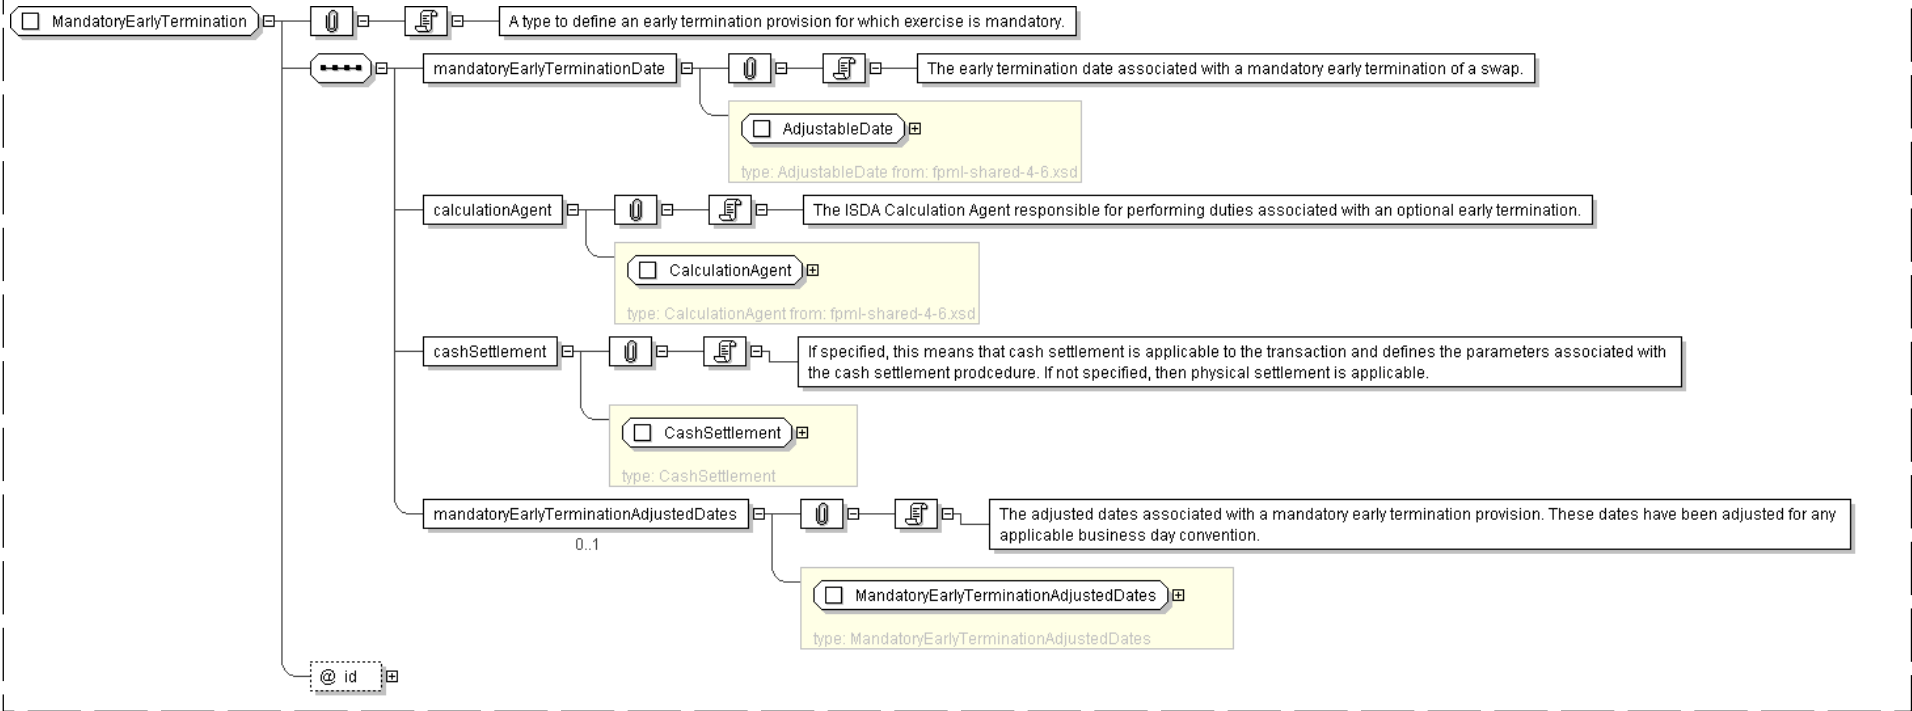 MandatoryEarlyTermination
A type to define an early termination provision for which exercise is mandatory.
mandatoryEarlyTerminationDate
The early termination date associated with a mandatory early termination of a swap.
AdjustableDate
type: AdjustableDate from: fpml-shared-4-6.xsd
calculationAgent
The ISDA Calculation Agent responsible for performing duties associated with an optional early termination.
CalculationAgent
type: CalculationAgent from: fpml-shared-4-6.xsd
cashSettlement
If specified, this means that cash settlement is applicable to the transaction and defines the parameters associated with
the cash settlement prodcedure. If not specified, then physical settlement is applicable.
CashSettlement
type: CashSettlement
mandatoryEarlyTerminationAdjustedDates
0..1
The adjusted dates associated with a mandatory early termination provision. These dates have been adjusted for any
applicable business day convention.
MandatoryEarlyTerminationAdjustedDates
type: MandatoryEarlyTerminationAdjustedDates
@ id